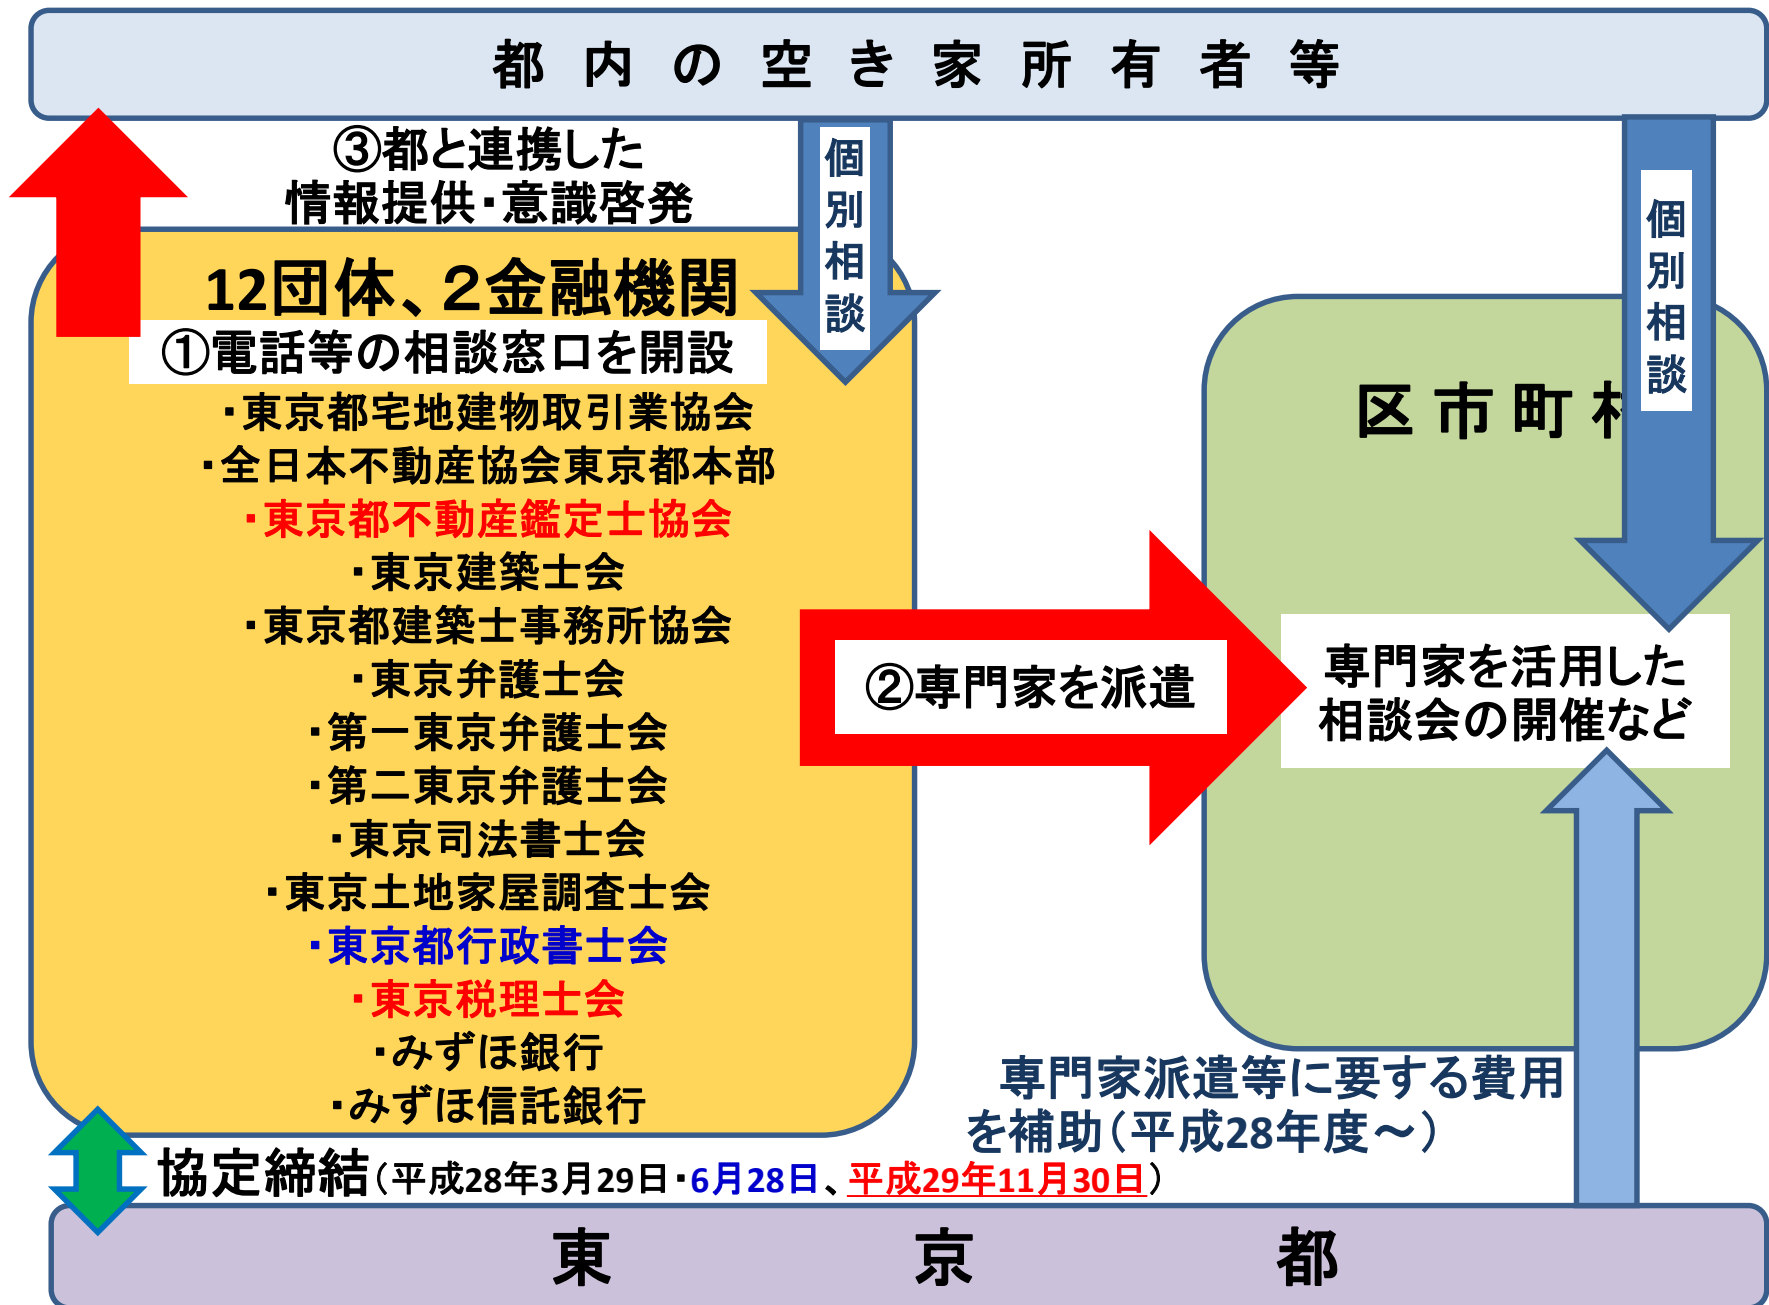 都内の空き家所有者等
③都と連携した
情報提供・意識啓発
個別相談
個別相談
12団体、２金融機関
①電話等の相談窓口を開設
・東京都宅地建物取引業協会
・全日本不動産協会東京都本部
・東京都不動産鑑定士協会
・東京建築士会
・東京都建築士事務所協会
・東京弁護士会
・第一東京弁護士会
・第二東京弁護士会
・東京司法書士会
・東京土地家屋調査士会
・東京都行政書士会
・東京税理士会
・みずほ銀行
・みずほ信託銀行
②専門家を派遣
区市町村
専門家を活用した
相談会の開催など
専門家派遣等に要する費用
を補助（平成28年度～）
協定締結（平成28年3月29日・6月28日、平成29年11月30日）
東京都